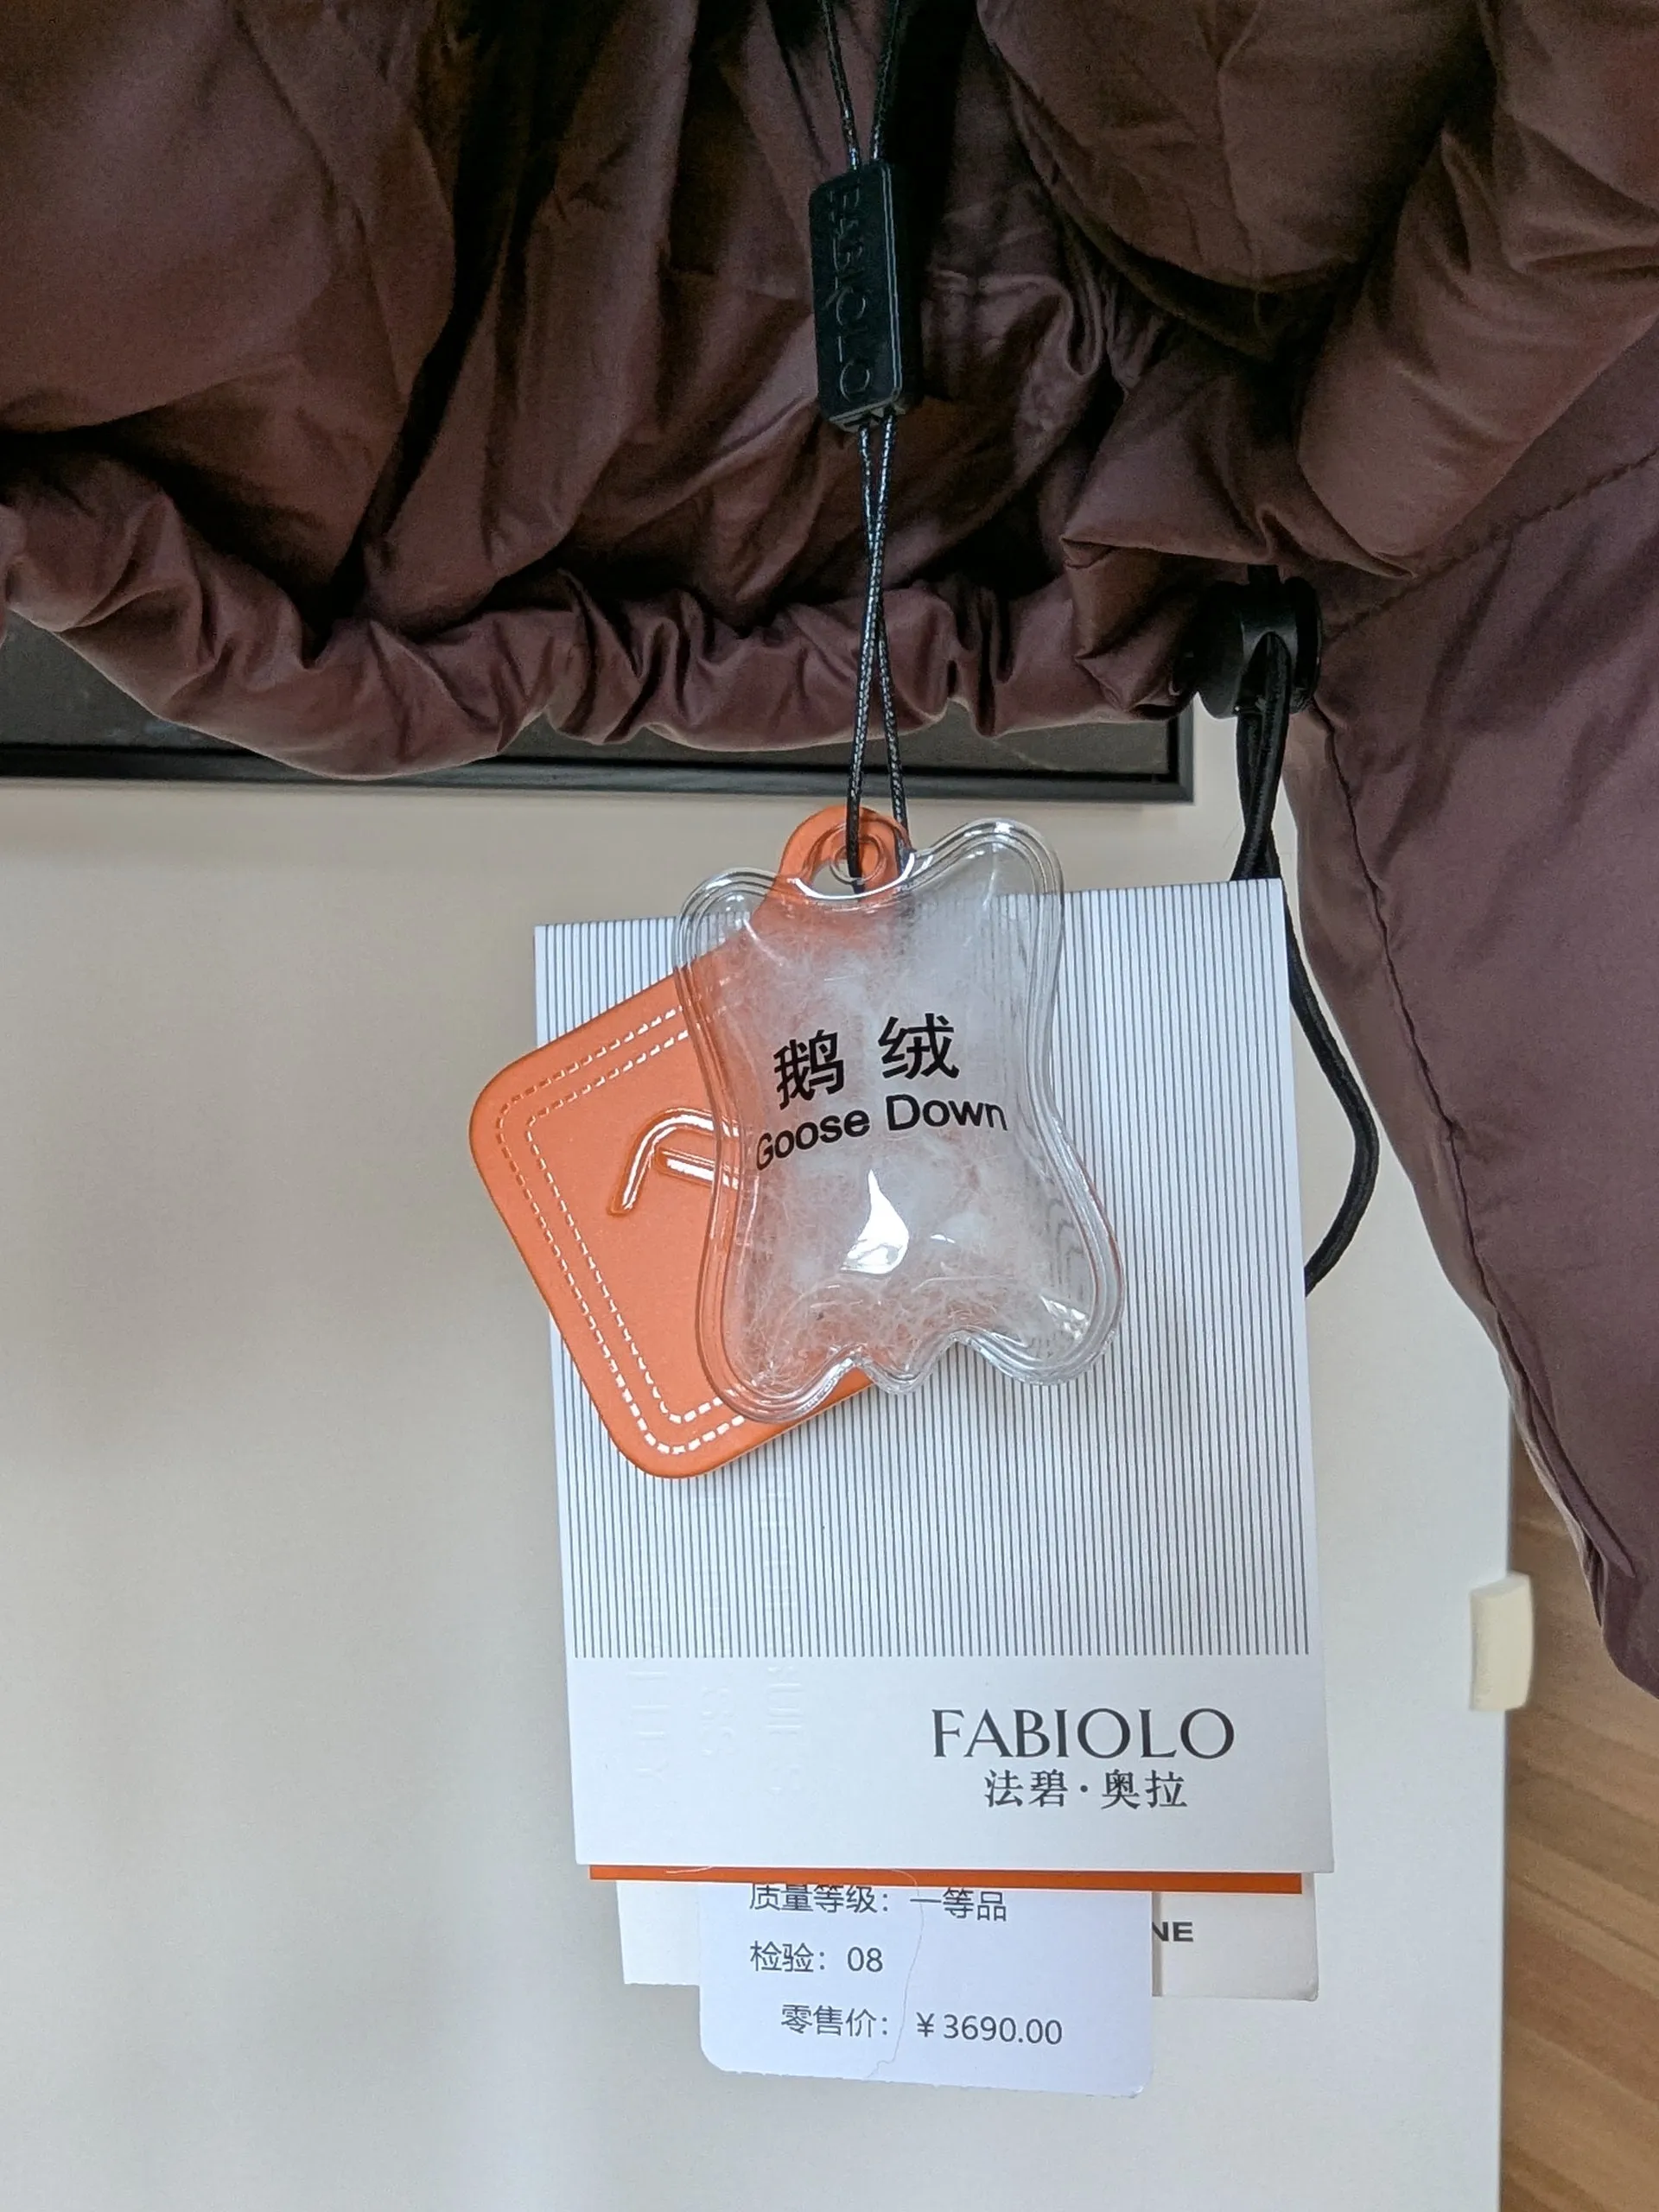 FABIOLO
鹅绒
Goose Down
FABIOLO
法碧·奥拉
质量等级：一等品
NE
检验：08
零售价：￥3690.00